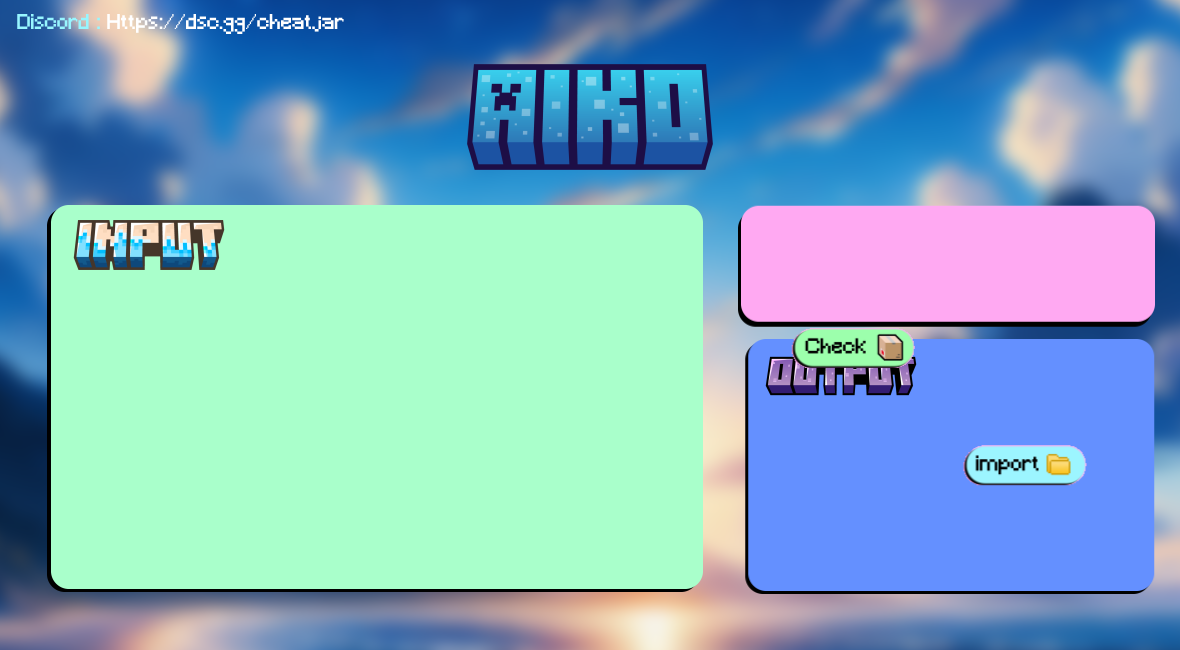 Discord : Https://dsc.gg/cheat.jar
AIKO
INPUT
Check
OUTPUT
import